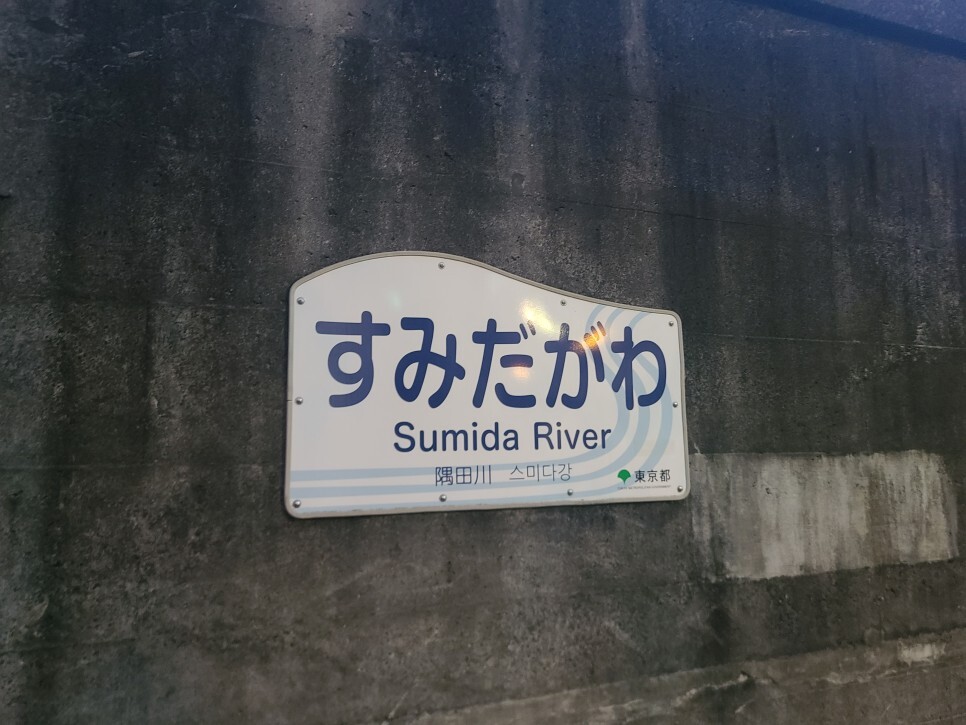 すみだがわ
Sumida River
隅田川 스미다강
東京都